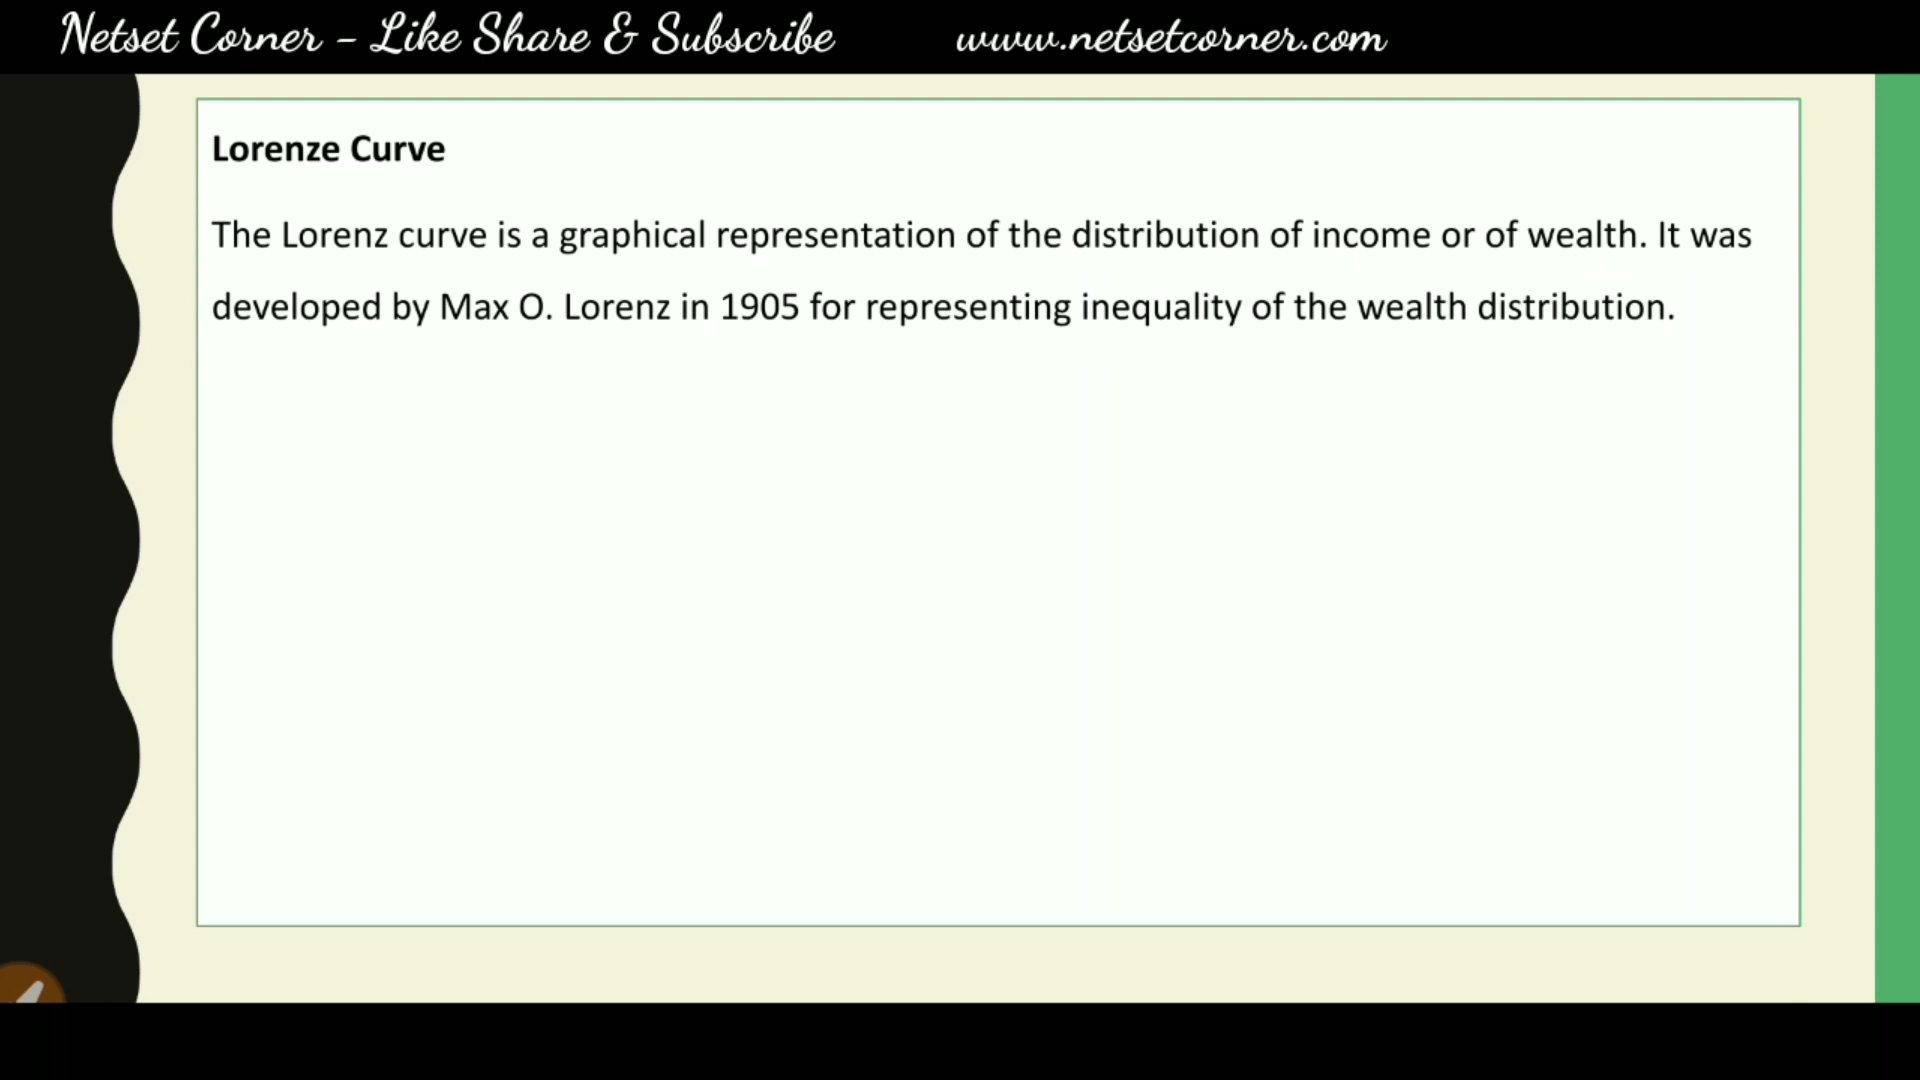 Netset Corner - Like Share & Subscribe www.netsetcorner.com
Lorenze Curve
The Lorenz curve is a graphical representation of the distribution of income or of wealth. It was
developed by Max O. Lorenz in 1905 for representing inequality of the wealth distribution.